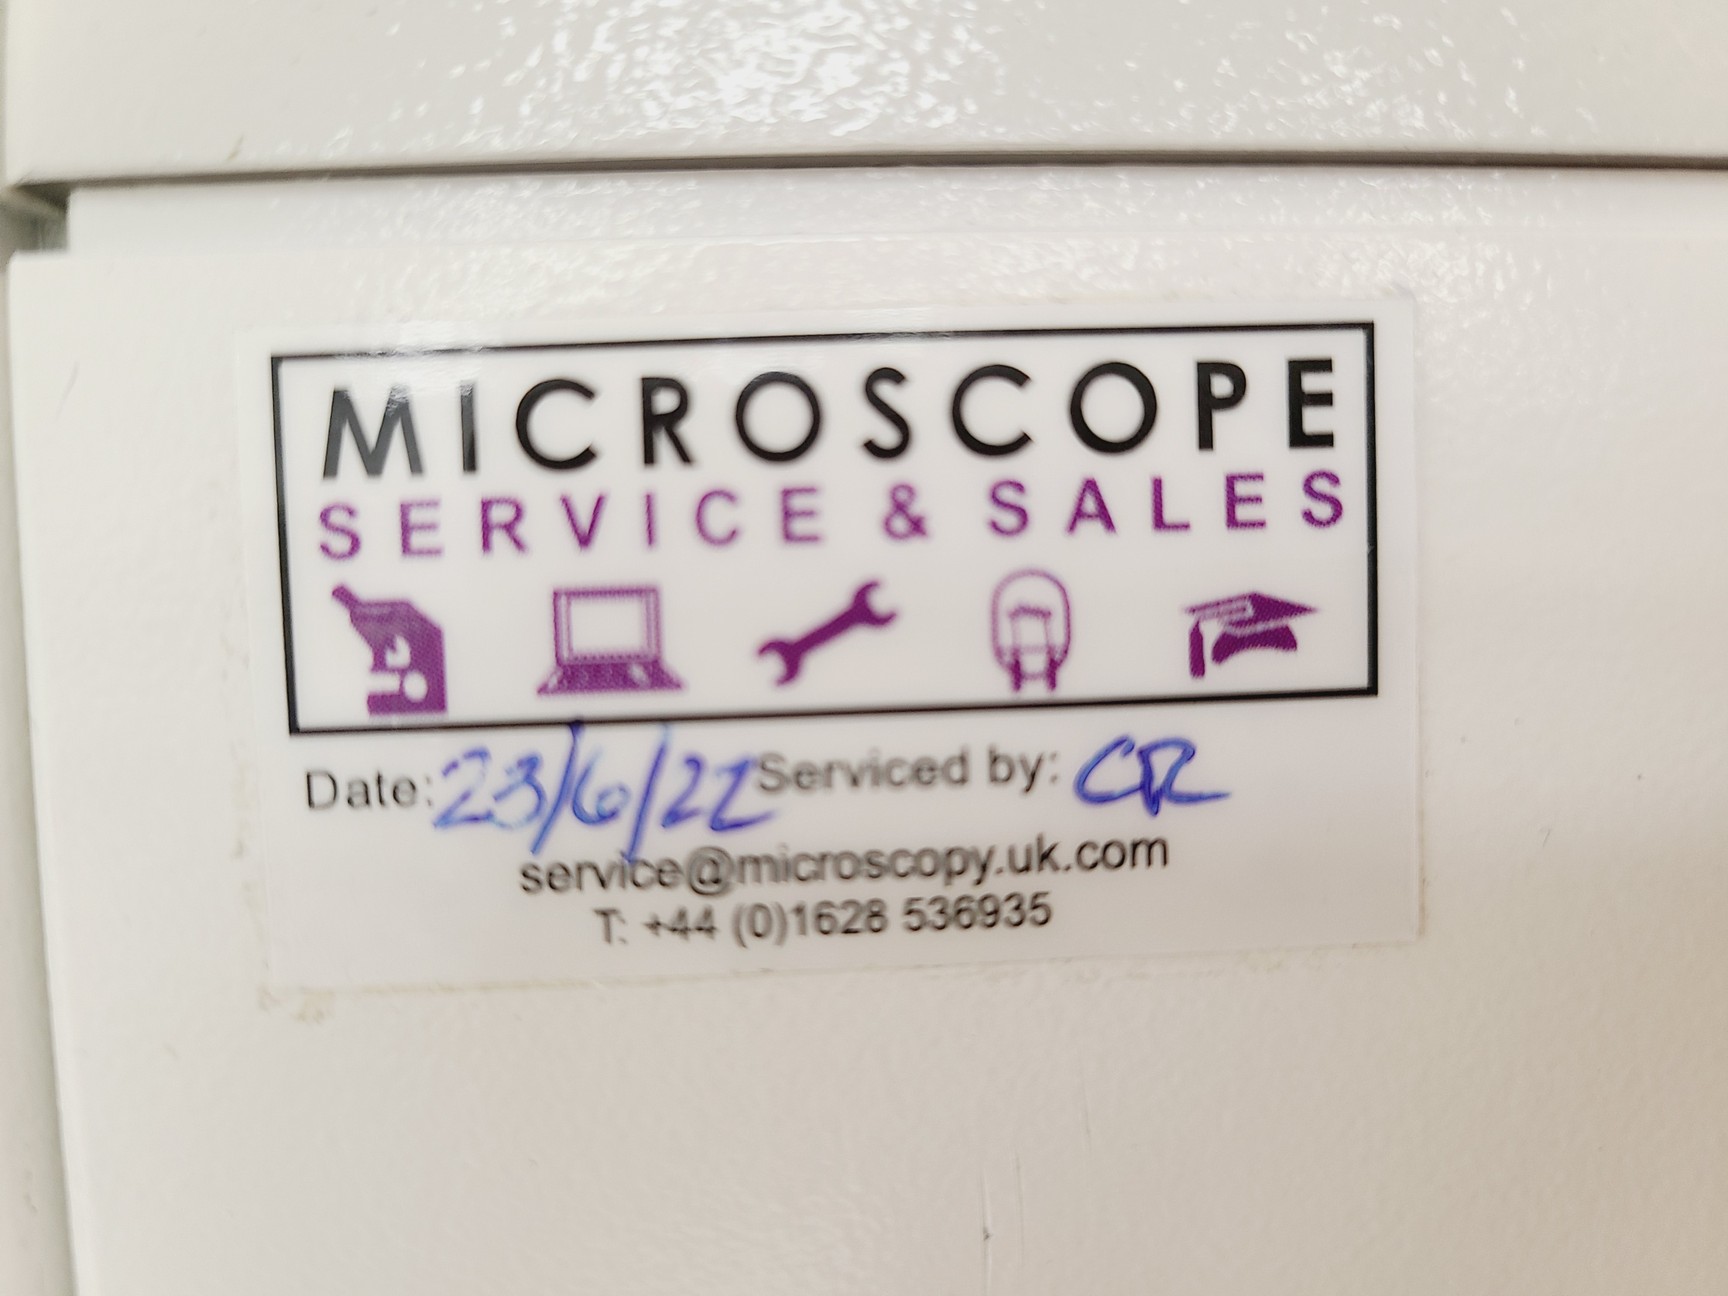 MICROSCOPE
SERVICE & SALES
Date: 23/6/22 Serviced by: CR
service@microscopy.uk.com
T: +44 (0)1628 536935